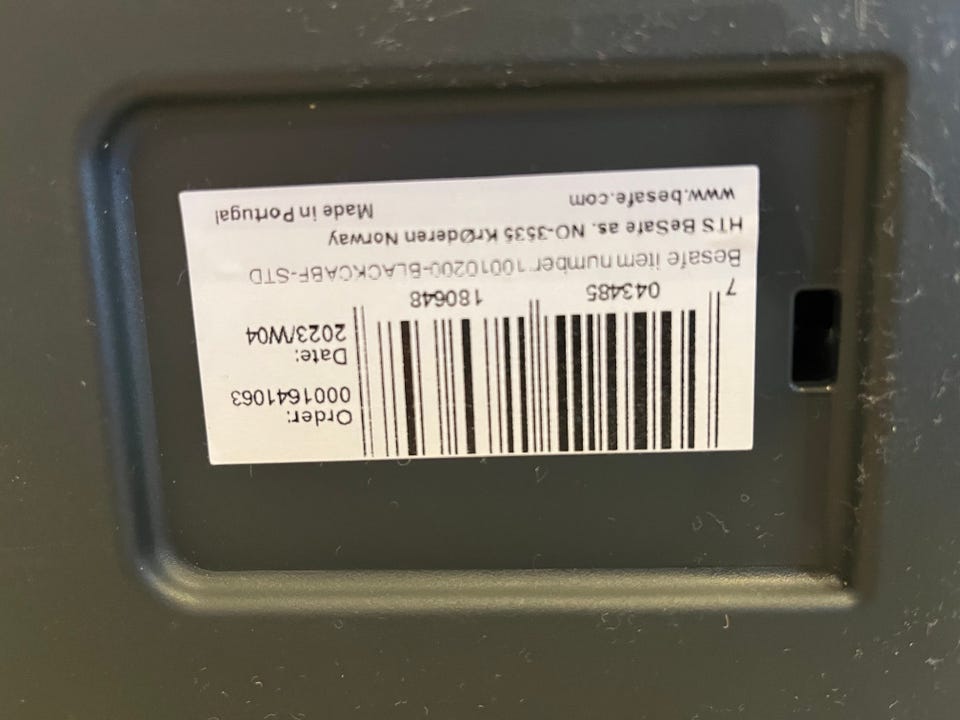 Order:
0001641063
Date:
2023/W04
7 043485 180648
Besafe item number 10010200-BLACKCABF-STD
HTS BeSafe as. NO-3535 KrØderen Norway
www.besafe.com Made in Portugal